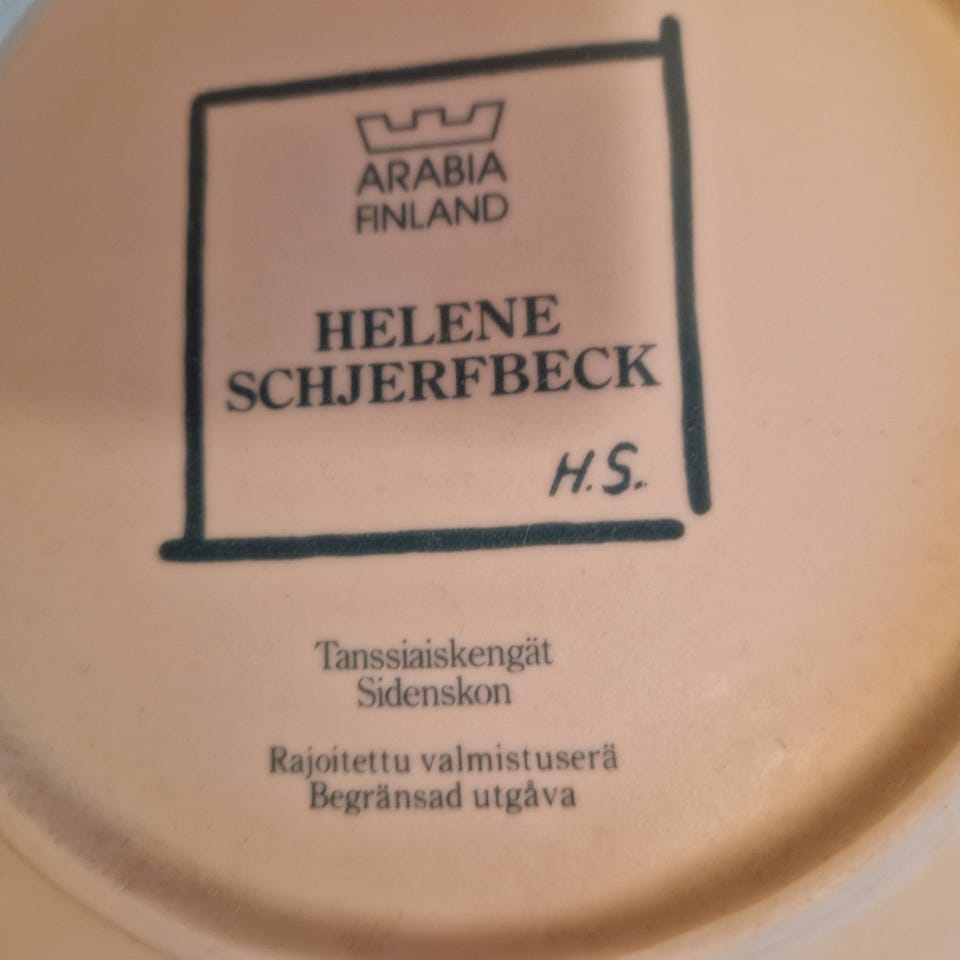 ARABIA
FINLAND
HELENE
SCHJERFBECK
H.S.
Tanssiaiskengät
Sidenskon
Rajoitettu valmistuserä
Begränsad utgåva